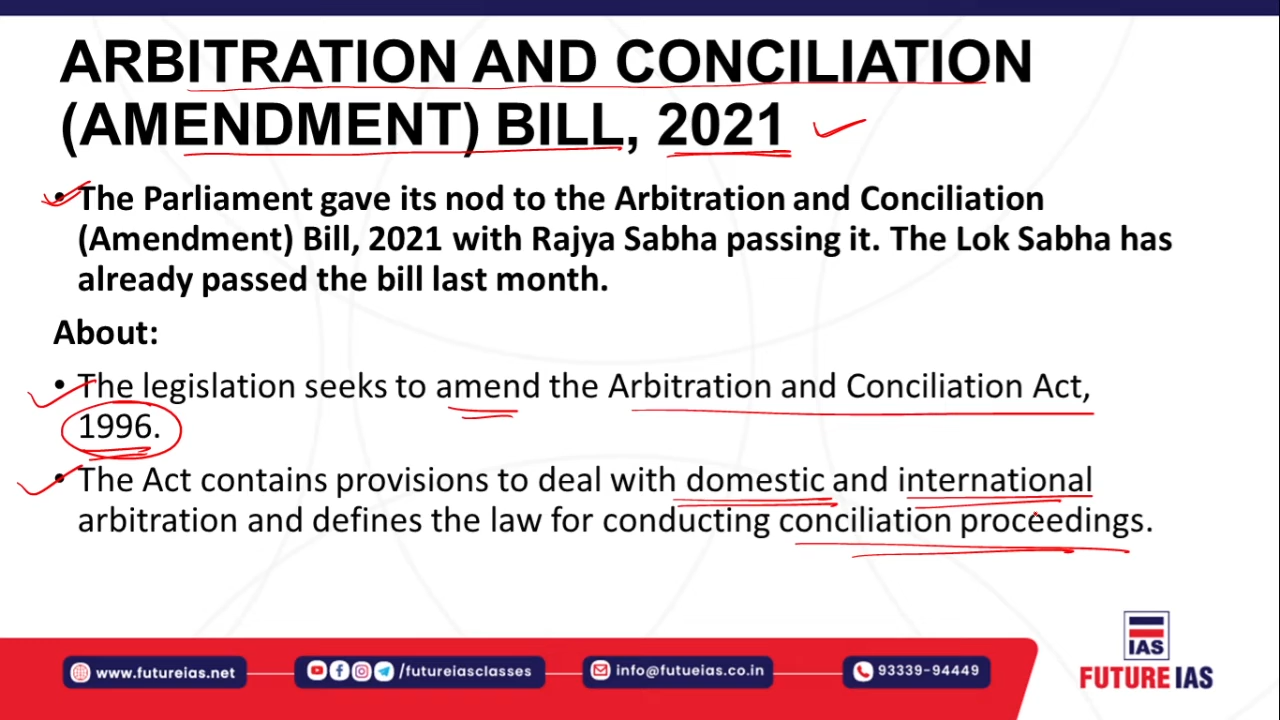 ARBITRATION AND CONCILIATION
(AMENDMENT) BILL, 2021
• The Parliament gave its nod to the Arbitration and Conciliation
(Amendment) Bill, 2021 with Rajya Sabha passing it. The Lok Sabha has
already passed the bill last month.
About:
• The legislation seeks to amend the Arbitration and Conciliation Act,
1996.
• The Act contains provisions to deal with domestic and international
arbitration and defines the law for conducting conciliation proceedings.
IAS
www.futureias.net
/futureiasclasses
info@futueias.co.in
93339-94449
FUTURE IAS